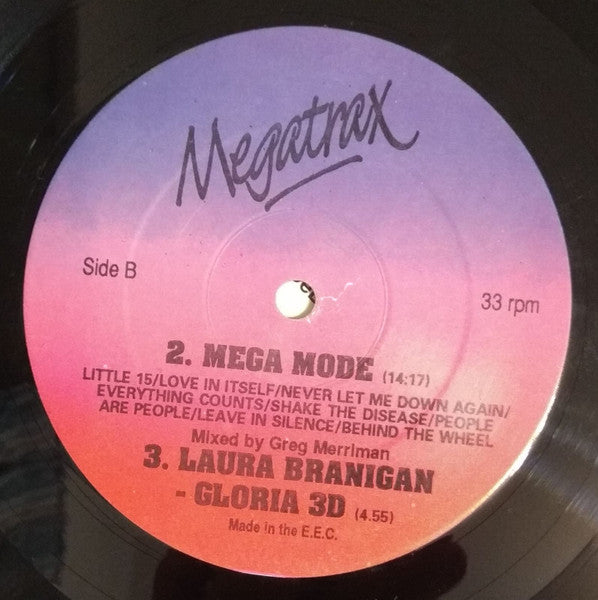 Megatrax
Side B
33 rpm
2. MEGA MODE (14:17)
LITTLE 15/LOVE IN ITSELF/NEVER LET ME DOWN AGAIN/
EVERYTHING COUNTS/SHAKE THE DISEASE/PEOPLE
ARE PEOPLE/LEAVE IN SILENCE/BEHIND THE WHEEL
Mixed by Greg Merriman
3. LAURA BRANIGAN
- GLORIA 3D (4.55)
Made in the E.E.C.